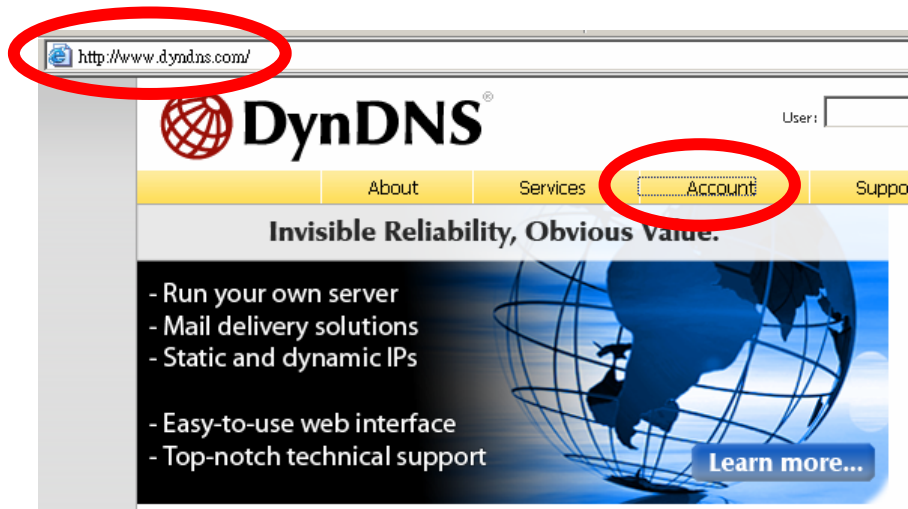 http://www.dyndns.com/
DynDNS®
User:
About Services Account Suppo
Invisible Reliability, Obvious Value.
- Run your own server
- Mail delivery solutions
- Static and dynamic IPs
- Easy-to-use web interface
- Top-notch technical support
Learn more...